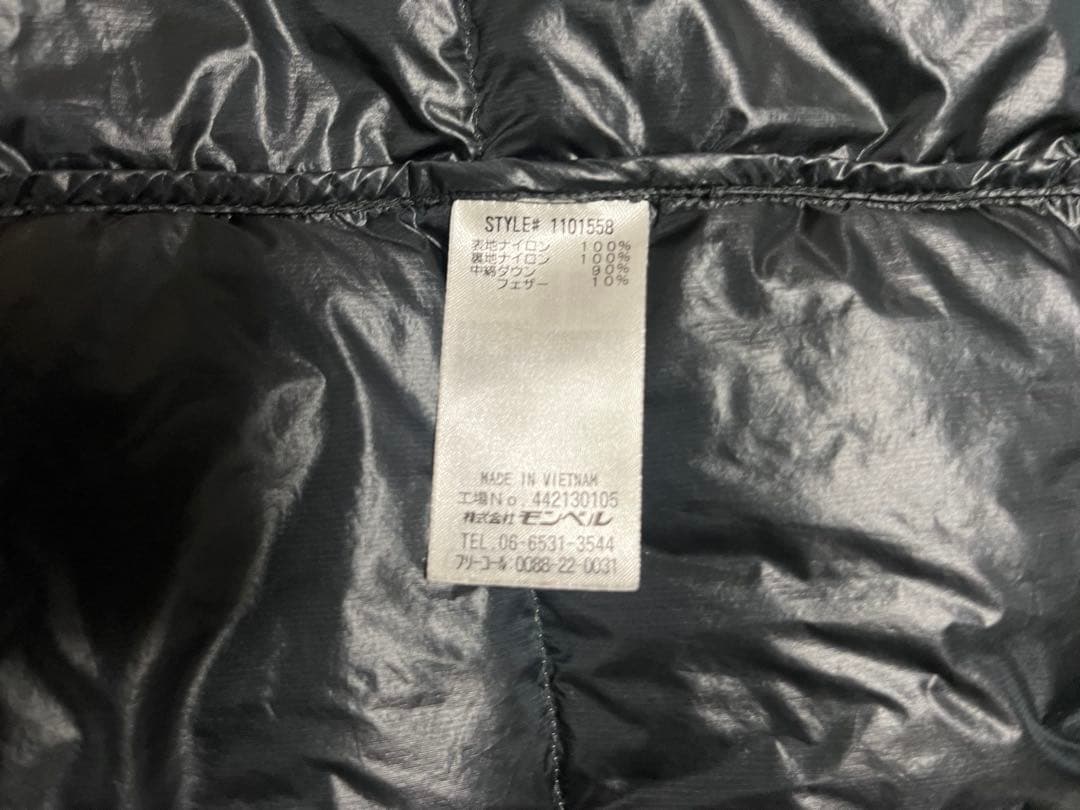 STYLE# 1101558
表地ナイロン 100%
裏地ナイロン 100%
中綿ダウン 90%
フェザー 10%
MADE IN VIETNAM
工場No 442130105
株式会社モンベル
TEL.06-6531-3544
フリーコール:0088-22-0031